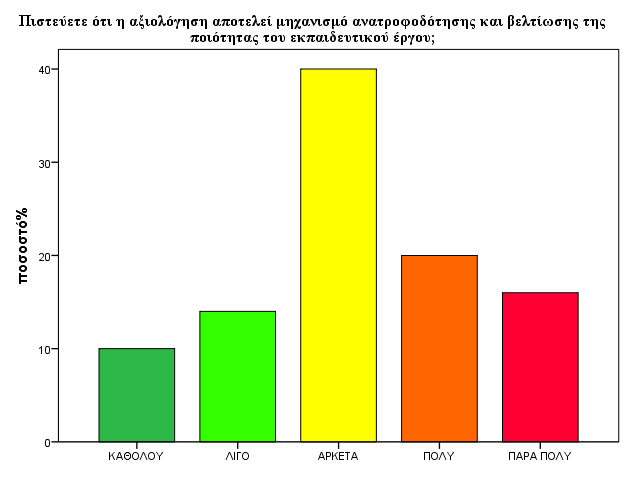 Πιστεύετε ότι η αξιολόγηση αποτελεί μηχανισμό ανατροφοδότησης και βελτίωσης της
ποιότητας του εκπαιδευτικού έργου;
ποσοστό%
40
30
20
10
0
ΚΑΘΟΛΟΥ ΛΙΓΟ ΑΡΚΕΤΑ ΠΟΛΥ ΠΑΡΑ ΠΟΛΥ